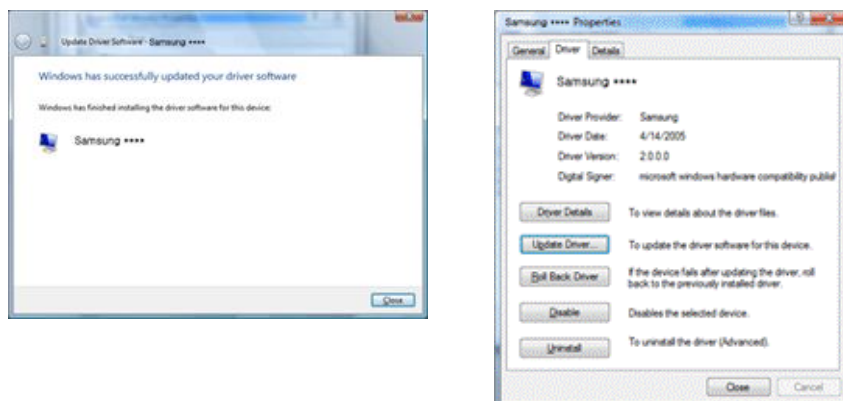 Update Driver Software - Samsung ****
Windows has successfully updated your driver software
Windows has finished installing the driver software for this device:
Samsung ****
Close
Samsung **** Properties
General Driver Details
Samsung ****
Driver Provider: Samsung
Driver Date: 4/14/2005
Driver Version: 2.0.0.0
Digital Signer: microsoft windows hardware compatibility publis
Driver Details To view details about the driver files.
Update Driver... To update the driver software for this device.
Roll Back Driver If the device fails after updating the driver, roll
back to the previously installed driver.
Disable Disables the selected device.
Uninstall To uninstall the driver (Advanced).
Close Cancel